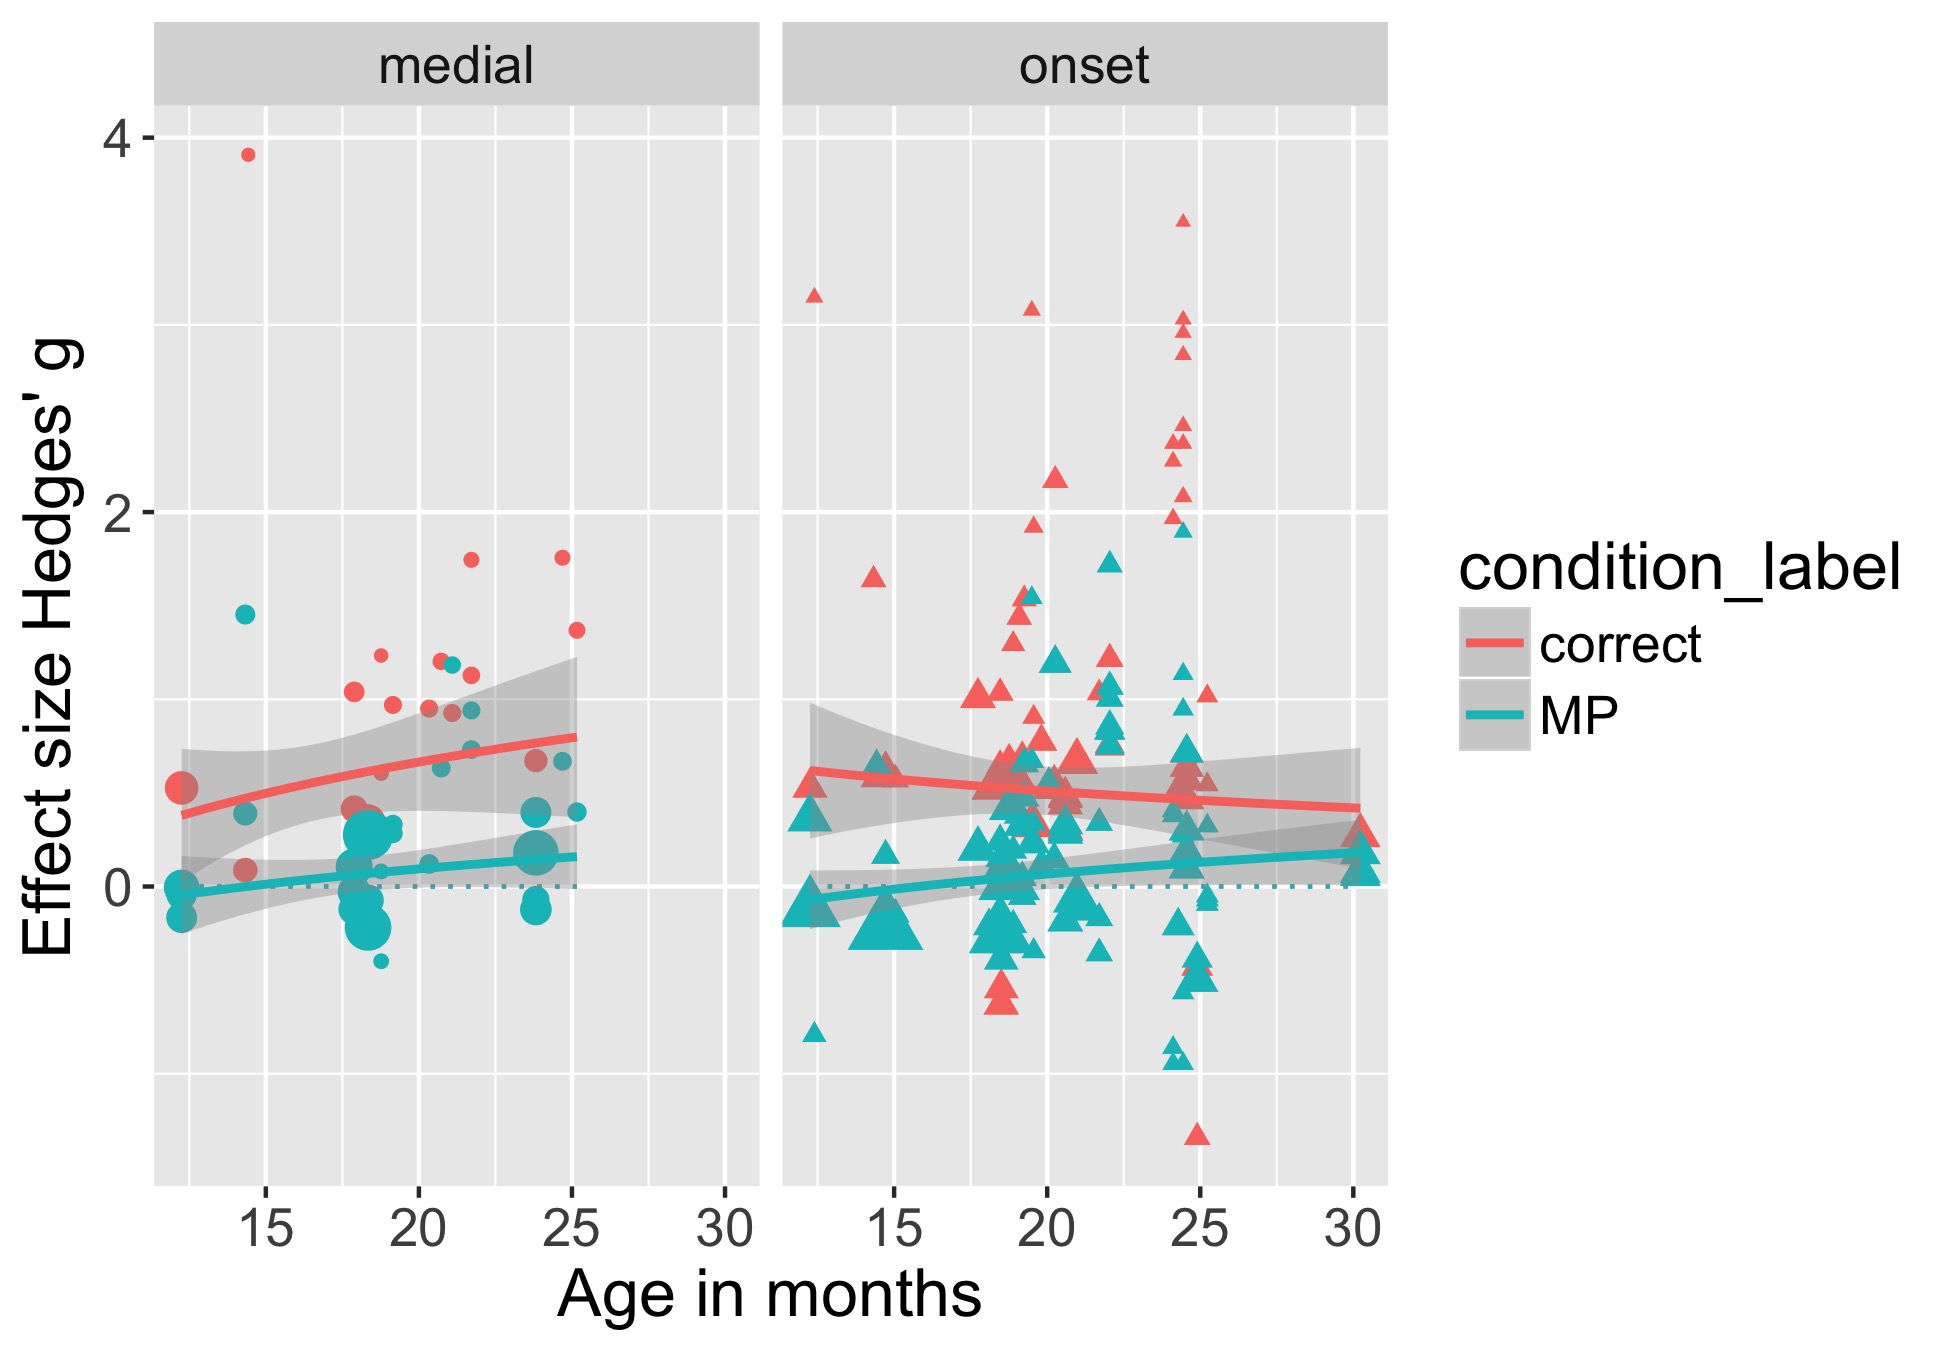 medial onset
4
2
0
Effect size Hedges' g
15 20 25 30 15 20 25 30
Age in months
condition_label
correct
MP